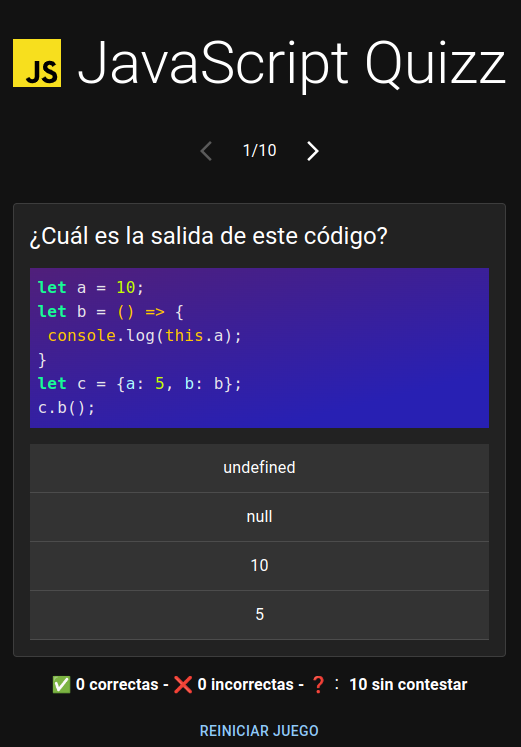 JS JavaScript Quizz
1/10
¿Cuál es la salida de este código?
let a = 10;
let b = () => {
 console.log(this.a);
}
let c = {a: 5, b: b};
c.b();
undefined
null
10
5
✅ 0 correctas - ❌ 0 incorrectas - ❓ : 10 sin contestar
REINICIAR JUEGO